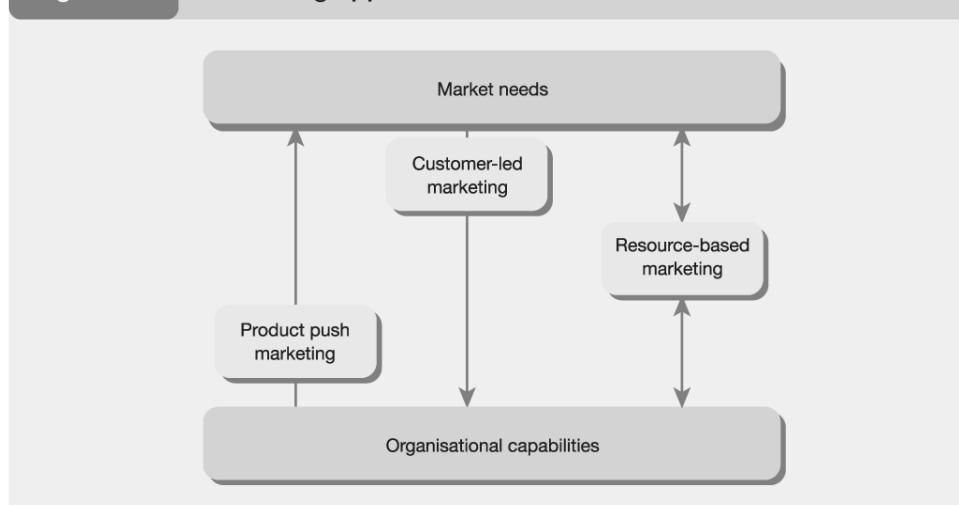 Market needs
Customer-led
marketing
Resource-based
marketing
Product push
marketing
Organisational capabilities